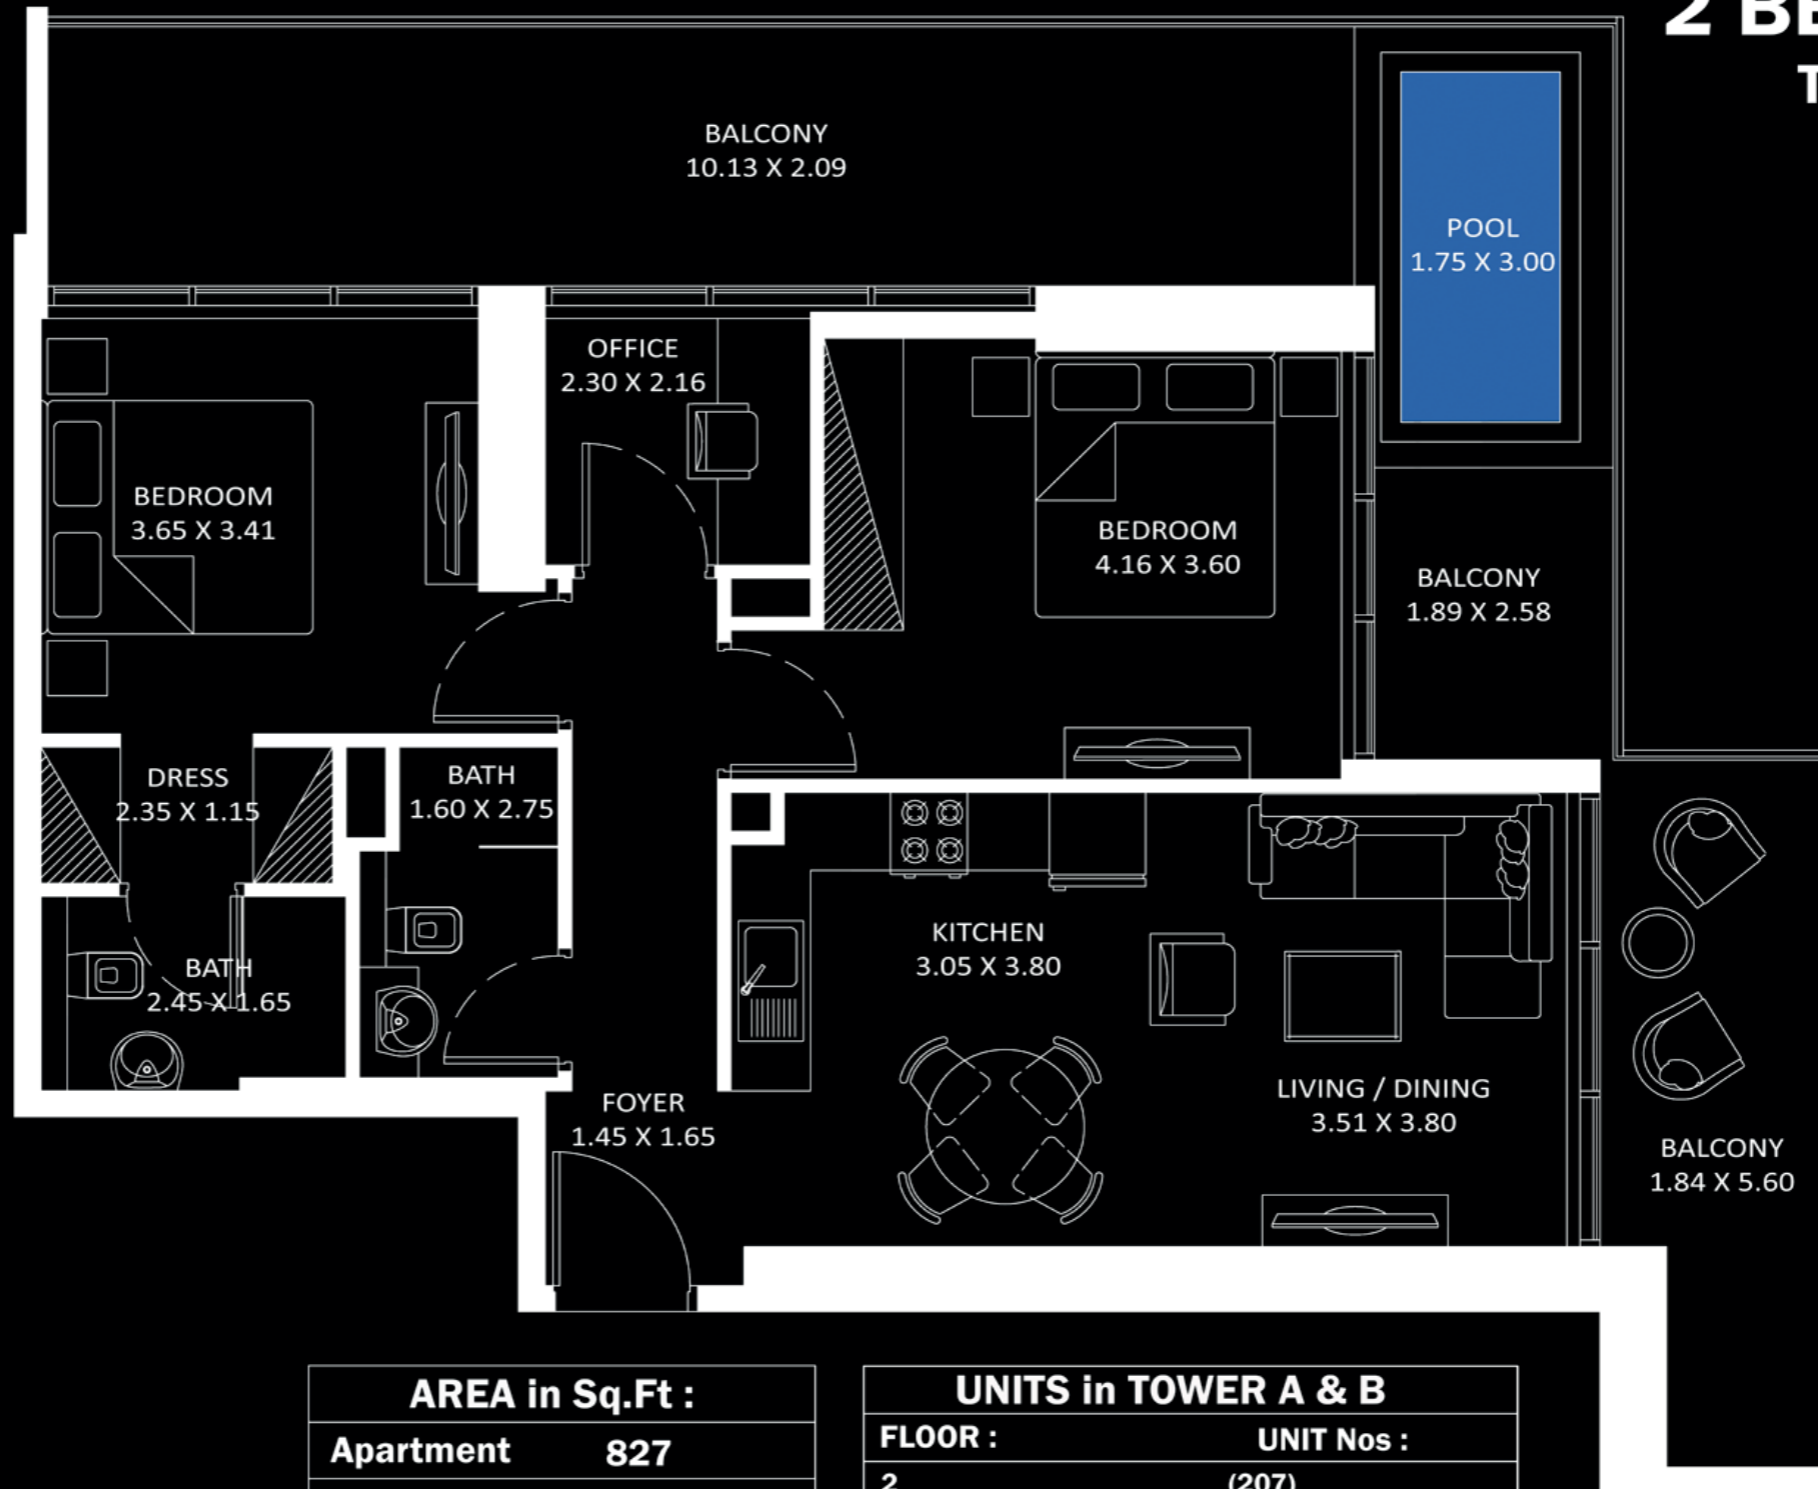 2
BALCONY
10.13 X 2.09
POOL
1.75 X 3.00
OFFICE
2.30 X 2.16
BEDROOM
3.65 X 3.41
BEDROOM
4.16 X 3.60
BALCONY
1.89 X 2.58
DRESS
2.35 X 1.15
BATH
1.60 X 2.75
KITCHEN
3.05 X 3.80
BATH
2.45 X 1.65
FOYER
1.45 X 1.65
LIVING / DINING
3.51 X 3.80
BALCONY
1.84 X 5.60
AREA in Sq.Ft :
Apartment 827
UNITS in TOWER A & B
FLOOR : UNIT Nos :
2 (207)